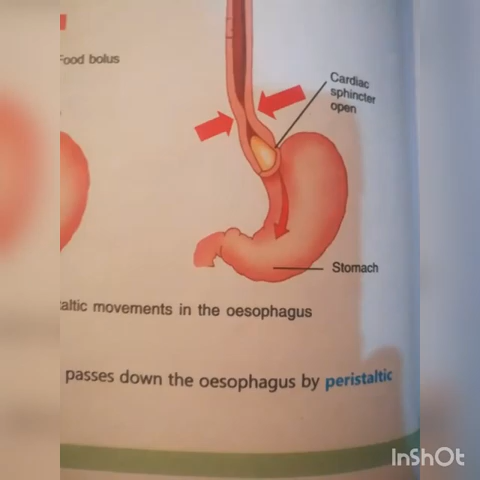 Food bolus
Cardiac
sphincter
open
Stomach
altic movements in the oesophagus
passes down the oesophagus by peristaltic
InShOt